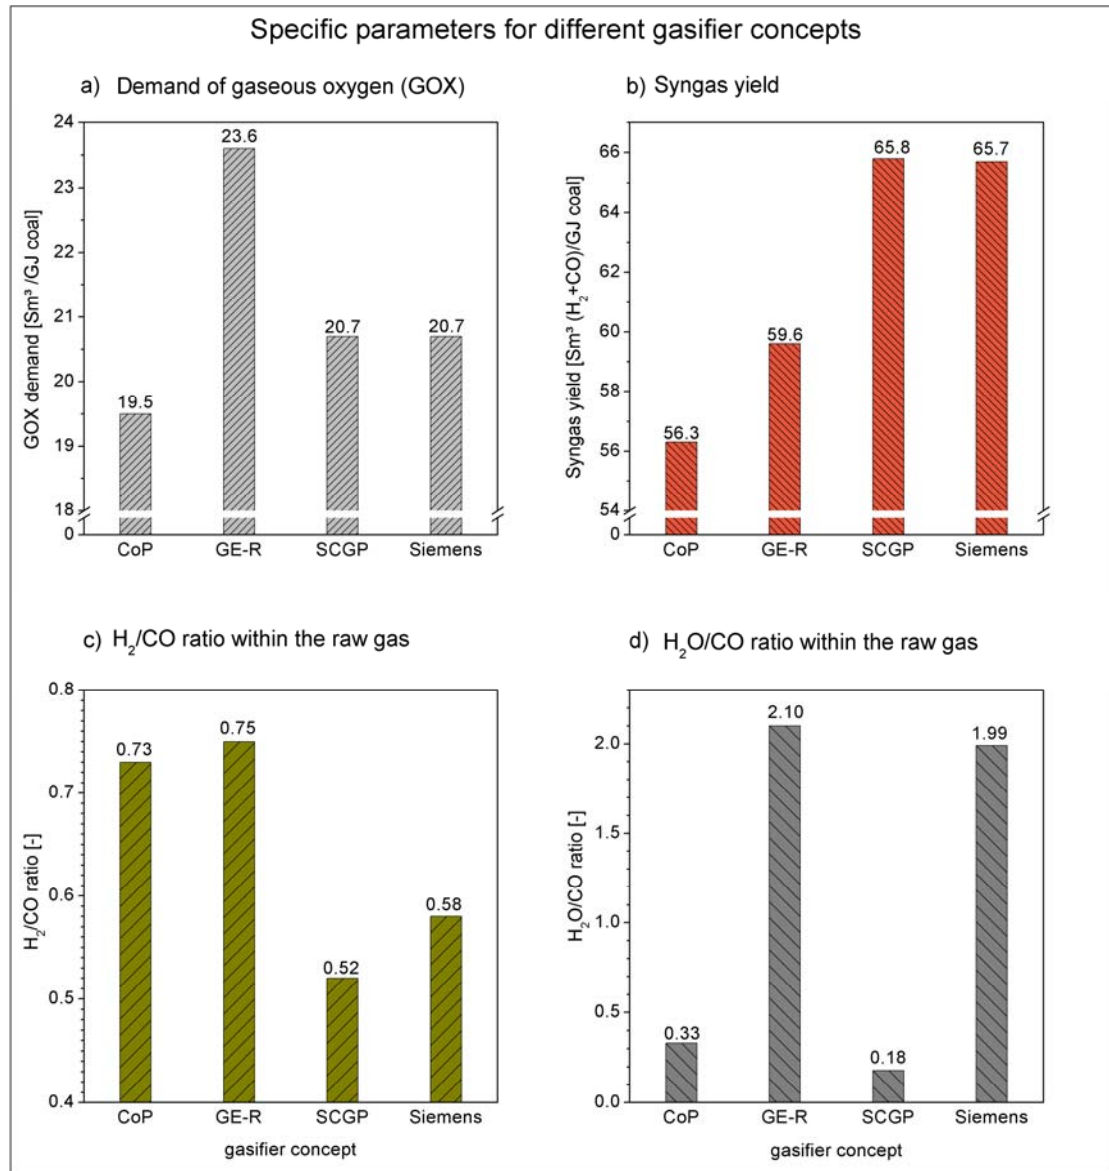 Specific parameters for different gasifier concepts
a) Demand of gaseous oxygen (GOX)
GOX demand [Sm³ /GJ coal]
24
23
22
21
20
19
18
0
19.5
23.6
20.7
20.7
CoP GE-R SCGP Siemens
b) Syngas yield
Syngas yield [Sm³ (H₂+CO)/GJ coal]
66
64
62
60
58
56
54
0
56.3
59.6
65.8
65.7
CoP GE-R SCGP Siemens
c) H₂/CO ratio within the raw gas
H₂/CO ratio [-]
0.8
0.7
0.6
0.5
0.4
0.73
0.75
0.52
0.58
CoP GE-R SCGP Siemens
gasifier concept
d) H₂O/CO ratio within the raw gas
H₂O/CO ratio [-]
2.0
1.5
1.0
0.5
0.0
0.33
2.10
0.18
1.99
CoP GE-R SCGP Siemens
gasifier concept